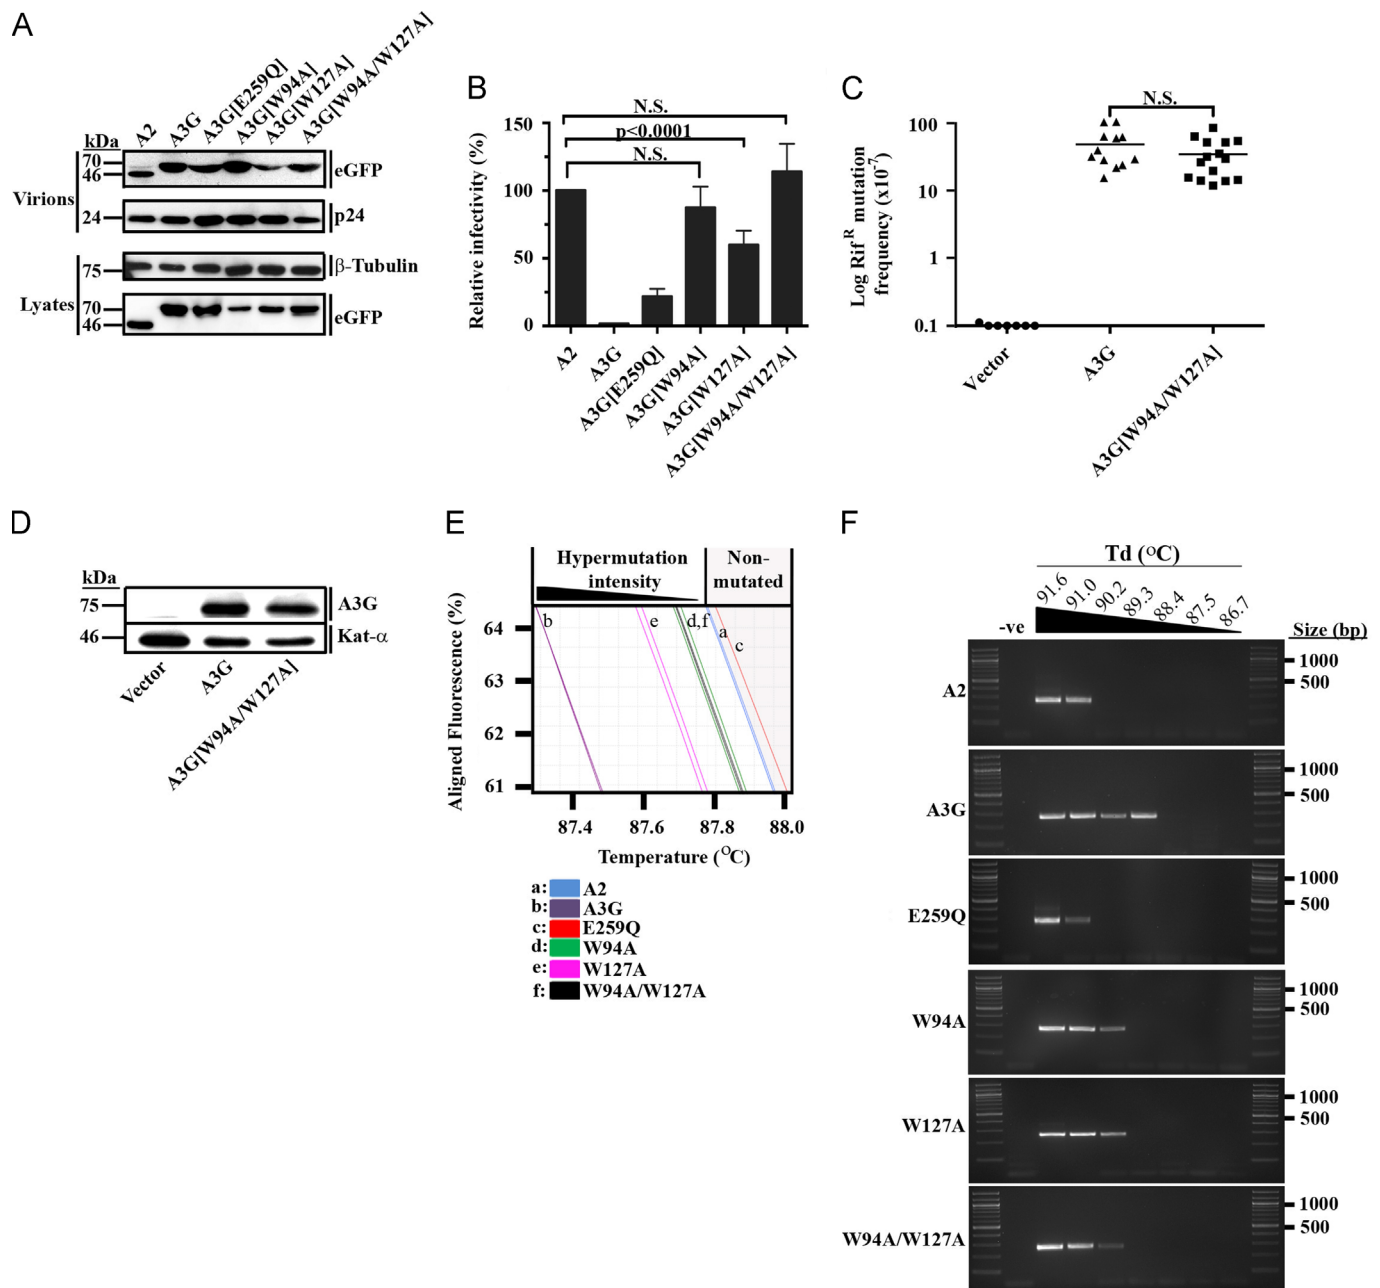 A
A2
A3G
A3G[E259Q]
A3G[W94A]
A3G[W127A]
A3G[W94A/W127A]
kDa
70
46
eGFP
Virions
24
p24
75
β-Tubulin
Lyates
70
46
eGFP
B
N.S.
p<0.0001
N.S.
Relative infectivity (%)
150
100
50
0
A2
A3G
A3G[E259Q]
A3G[W94A]
A3G[W127A]
A3G[W94A/W127A]
C
N.S.
Log Rif R mutation
frequency (x10-7)
100
10
1
0.1
Vector
A3G
A3G[W94A/W127A]
D
kDa
75
A3G
46
Kat-α
Vector
A3G
A3G[W94A/W127A]
E
Hypermutation
intensity
Non-
mutated
b
e
d,f
a
c
Aligned Fluorescence (%)
64
63
62
61
87.4
87.6
87.8
88.0
Temperature (OC)
a: A2
b: A3G
c: E259Q
d: W94A
e: W127A
f: W94A/W127A
F
Td (OC)
-ve
91.6
91.0
90.2
89.3
88.4
87.5
86.7
Size (bp)
A2
1000
500
A3G
1000
500
E259Q
1000
500
W94A
1000
500
W127A
1000
500
W94A/W127A
1000
500